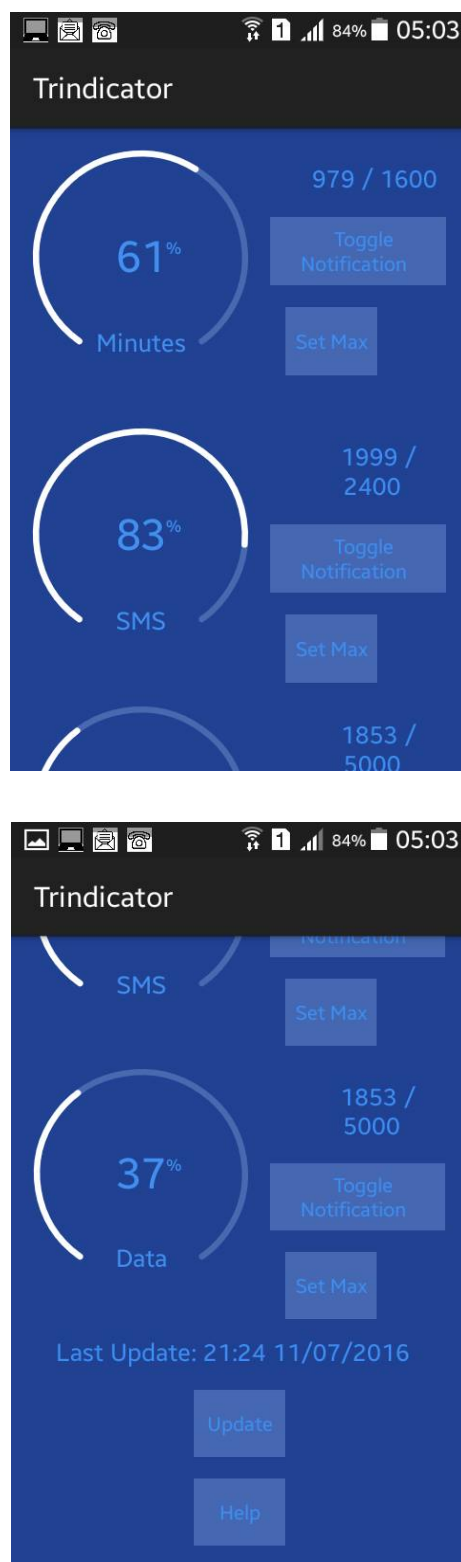 1 84% 05:03
Trindicator
979 / 1600
61%
Toggle
Notification
Minutes
Set Max
1999 /
2400
83%
Toggle
Notification
SMS
Set Max
1853 /
5000
1 84% 05:03
Trindicator
Notification
SMS
Set Max
1853 /
5000
37%
Toggle
Notification
Data
Set Max
Last Update: 21:24 11/07/2016
Update
Help